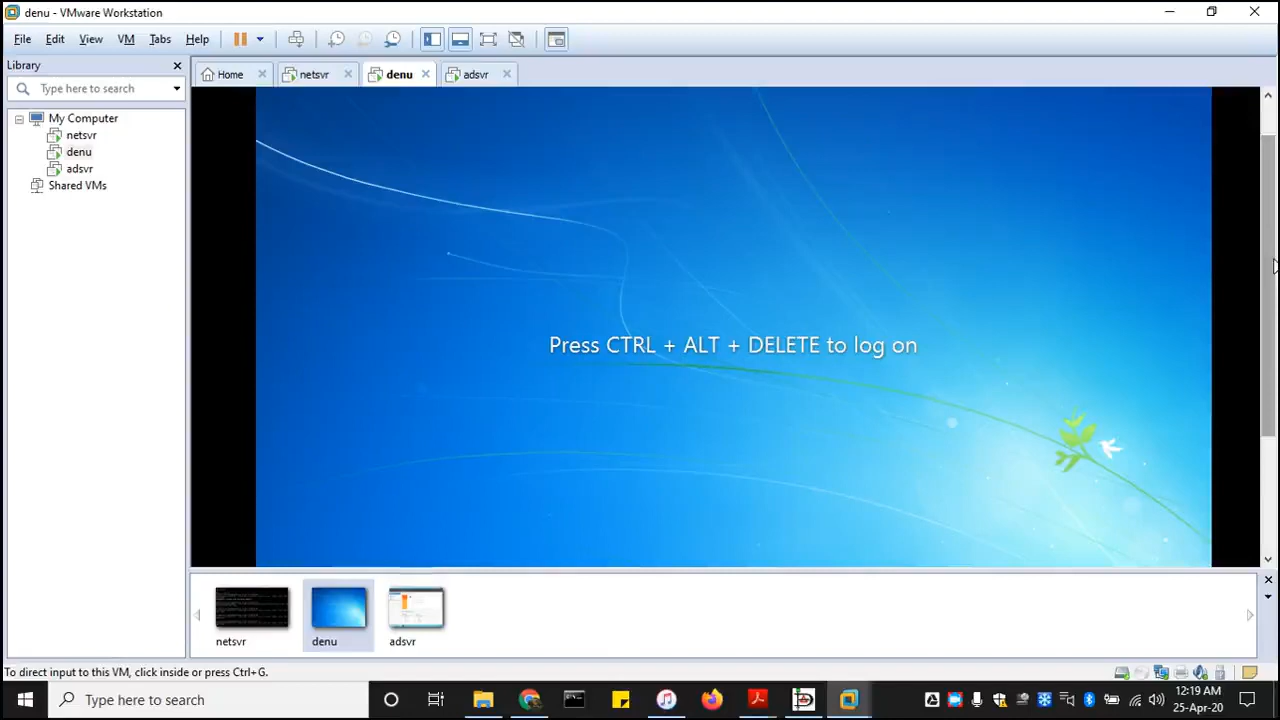 denu - VMware Workstation
File Edit View VM Tabs Help
Library
Home netsvr denu adsvr
Type here to search
My Computer
netsvr
denu
adsvr
Shared VMs
Press CTRL + ALT + DELETE to log on
netsvr denu adsvr
To direct input to this VM, click inside or press Ctrl+G.
Type here to search
12:19 AM
25-Apr-20